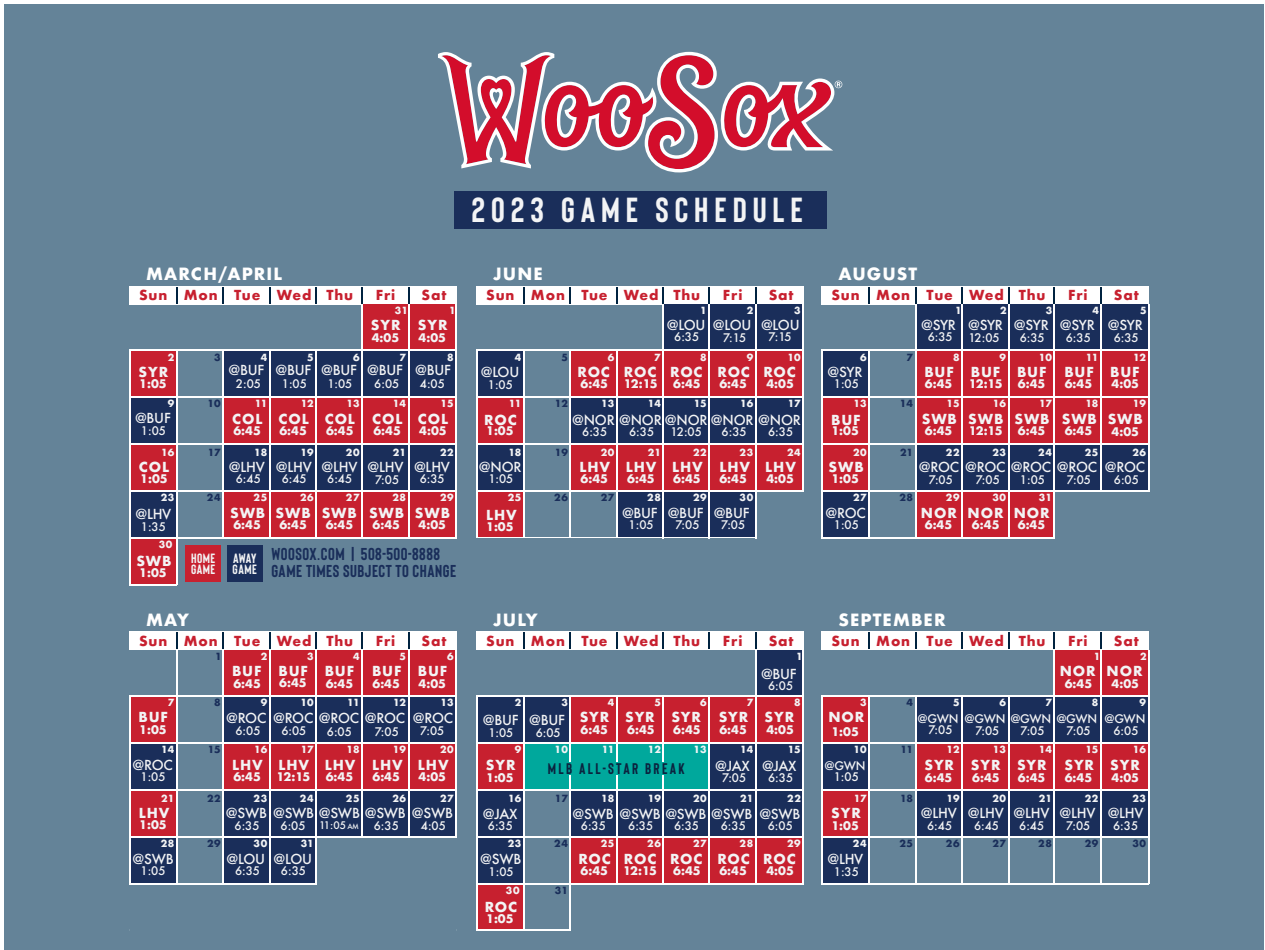 WooSox®
2023 GAME SCHEDULE
MARCH/APRIL
Sun Mon Tue Wed Thu Fri Sat
31 1
SYR SYR
4:05 4:05
2 3 4 5 6 7 8
SYR @BUF @BUF @BUF @BUF @BUF
1:05 2:05 1:05 1:05 6:05 4:05
9 10 11 12 13 14 15
@BUF COL COL COL COL COL
1:05 6:45 6:45 6:45 6:45 4:05
16 17 18 19 20 21 22
COL @LHV @LHV @LHV @LHV @LHV
1:05 6:45 6:45 6:45 7:05 6:35
23 24 25 26 27 28 29
@LHV SWB SWB SWB SWB SWB
1:35 6:45 6:45 6:45 6:45 4:05
30
SWB
1:05
HOME GAME
AWAY GAME
WOOSOX.COM | 508-500-8888
GAME TIMES SUBJECT TO CHANGE
JUNE
Sun Mon Tue Wed Thu Fri Sat
1 2 3
@LOU @LOU @LOU
6:35 7:15 7:15
4 5 6 7 8 9 10
@LOU ROC ROC ROC ROC ROC
1:05 6:45 12:15 6:45 6:45 4:05
11 12 13 14 15 16 17
ROC @NOR @NOR @NOR @NOR @NOR
1:05 6:35 6:35 12:05 6:35 6:35
18 19 20 21 22 23 24
@NOR LHV LHV LHV LHV LHV
1:05 6:45 6:45 6:45 6:45 4:05
25 26 27 28 29 30
LHV @BUF @BUF @BUF
1:05 1:05 7:05 7:05
AUGUST
Sun Mon Tue Wed Thu Fri Sat
1 2 3 4 5
@SYR @SYR @SYR @SYR @SYR
6:35 12:05 6:35 6:35 6:35
6 7 8 9 10 11 12
@SYR BUF BUF BUF BUF BUF
1:05 6:45 12:15 6:45 6:45 4:05
13 14 15 16 17 18 19
BUF SWB SWB SWB SWB SWB
1:05 6:45 12:15 6:45 6:45 4:05
20 21 22 23 24 25 26
SWB @ROC @ROC @ROC @ROC @ROC
1:05 7:05 7:05 1:05 7:05 6:05
27 28 29 30 31
@ROC NOR NOR NOR
1:05 6:45 6:45 6:45
MAY
Sun Mon Tue Wed Thu Fri Sat
1 2 3 4 5 6
BUF BUF BUF BUF BUF
6:45 6:45 6:45 6:45 4:05
7 8 9 10 11 12 13
BUF @ROC @ROC @ROC @ROC @ROC
1:05 6:05 6:05 6:05 7:05 7:05
14 15 16 17 18 19 20
@ROC LHV LHV LHV LHV LHV
1:05 6:45 12:15 6:45 6:45 4:05
21 22 23 24 25 26 27
LHV @SWB @SWB @SWB @SWB @SWB
1:05 6:35 6:05 11:05 AM 6:35 4:05
28 29 30 31
@SWB @LOU @LOU
1:05 6:35 6:35
JULY
Sun Mon Tue Wed Thu Fri Sat
1
@BUF
6:05
2 3 4 5 6 7 8
@BUF @BUF SYR SYR SYR SYR SYR
1:05 6:05 6:45 6:45 6:45 6:45 4:05
9 10 11 12 13 14 15
SYR MLB ALL-STAR BREAK @JAX @JAX
1:05 7:05 6:35
16 17 18 19 20 21 22
@JAX @SWB @SWB @SWB @SWB @SWB
6:35 6:35 6:35 6:35 6:35 6:05
23 24 25 26 27 28 29
@SWB ROC ROC ROC ROC ROC
1:05 6:45 12:15 6:45 6:45 4:05
30 31
ROC
1:05
SEPTEMBER
Sun Mon Tue Wed Thu Fri Sat
1 2
NOR NOR
6:45 4:05
3 4 5 6 7 8 9
NOR @GWN @GWN @GWN @GWN @GWN
1:05 7:05 7:05 7:05 7:05 6:05
10 11 12 13 14 15 16
@GWN SYR SYR SYR SYR SYR
1:05 6:45 6:45 6:45 6:45 4:05
17 18 19 20 21 22 23
SYR @LHV @LHV @LHV @LHV @LHV
1:05 6:45 6:45 6:45 7:05 6:35
24 25 26 27 28 29 30
@LHV
1:35